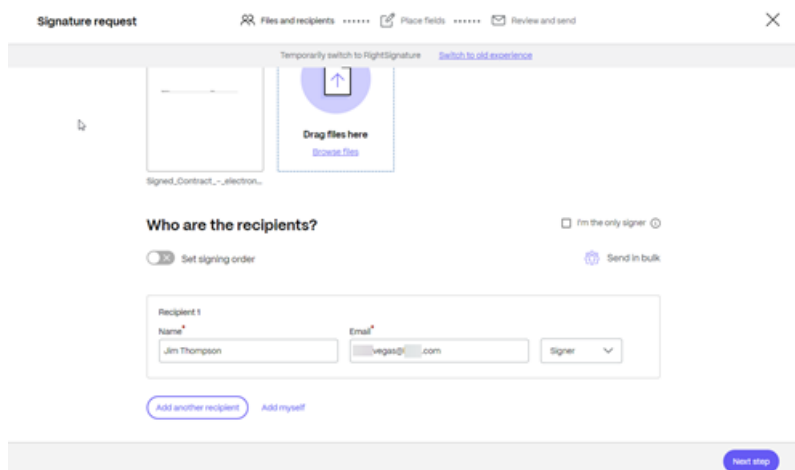 Signature request
Files and recipients
Place fields
Review and send
Temporarily switch to RightSignature Switch to old experience
Drag files here
Browse files
Signed_Contract_-_electron...
Who are the recipients?
I'm the only signer
Set signing order
Send in bulk
Recipient 1
Name*
Email*
Jim Thompson
vegas@ .com
Signer
Add another recipient
Add myself
Next step